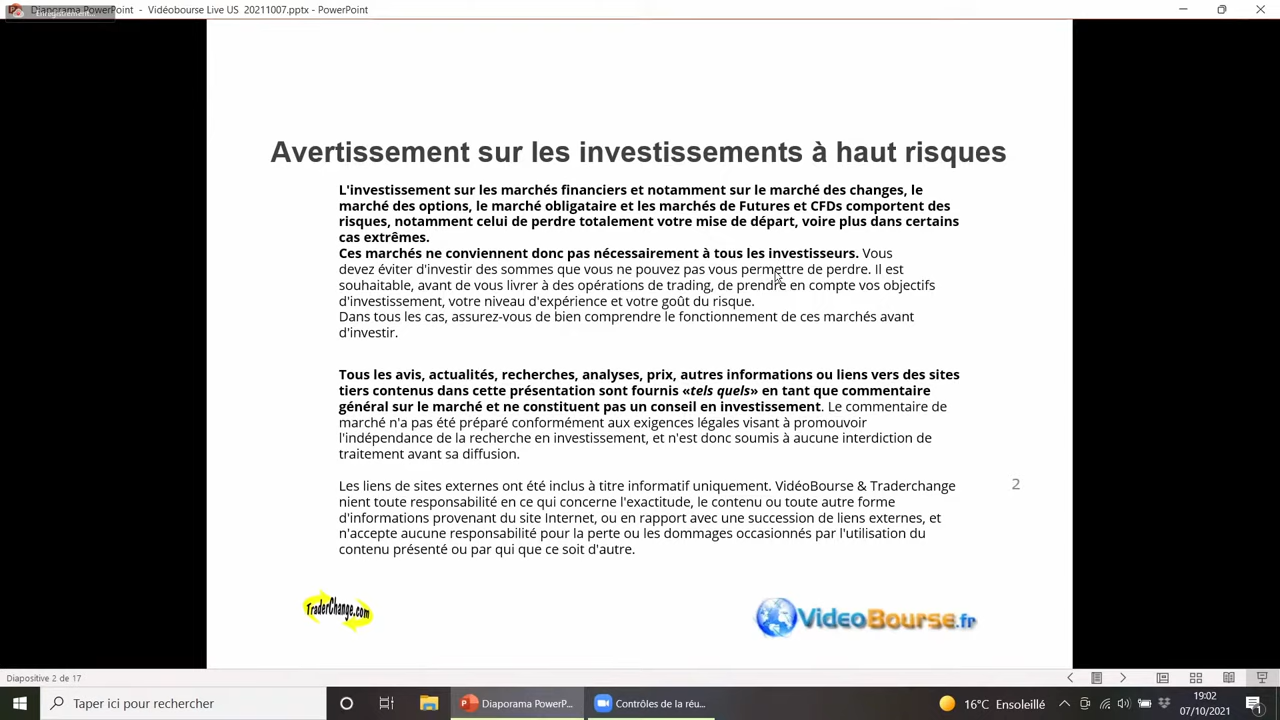 Diaporama PowerPoint - Vidéobourse Live US 20211007.pptx - PowerPoint
Enregistrement...
Avertissement sur les investissements à haut risques
L'investissement sur les marchés financiers et notamment sur le marché des changes, le
marché des options, le marché obligataire et les marchés de Futures et CFDs comportent des
risques, notamment celui de perdre totalement votre mise de départ, voire plus dans certains
cas extrêmes.
Ces marchés ne conviennent donc pas nécessairement à tous les investisseurs. Vous
devez éviter d'investir des sommes que vous ne pouvez pas vous permettre de perdre. Il est
souhaitable, avant de vous livrer à des opérations de trading, de prendre en compte vos objectifs
d'investissement, votre niveau d'expérience et votre goût du risque.
Dans tous les cas, assurez-vous de bien comprendre le fonctionnement de ces marchés avant
d'investir.
Tous les avis, actualités, recherches, analyses, prix, autres informations ou liens vers des sites
tiers contenus dans cette présentation sont fournis «tels quels» en tant que commentaire
général sur le marché et ne constituent pas un conseil en investissement. Le commentaire de
marché n'a pas été préparé conformément aux exigences légales visant à promouvoir
l'indépendance de la recherche en investissement, et n'est donc soumis à aucune interdiction de
traitement avant sa diffusion.
Les liens de sites externes ont été inclus à titre informatif uniquement. VidéoBourse & Traderchange
nient toute responsabilité en ce qui concerne l'exactitude, le contenu ou toute autre forme
d'informations provenant du site Internet, ou en rapport avec une succession de liens externes, et
n'accepte aucune responsabilité pour la perte ou les dommages occasionnés par l'utilisation du
contenu présenté ou par qui que ce soit d'autre.
2
TraderChange.com
VideoBourse.fr
Diapositive 2 de 17
Taper ici pour rechercher
Diaporama PowerP...
Contrôles de la réu...
16°C Ensoleillé
19:02
07/10/2021
1